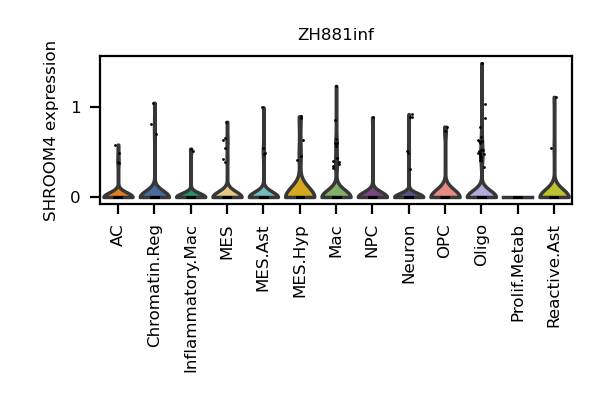 ZH881inf
SHROOM4 expression
1
0
AC
Chromatin.Reg
Inflammatory.Mac
MES
MES.Ast
MES.Hyp
Mac
NPC
Neuron
OPC
Oligo
Prolif.Metab
Reactive.Ast